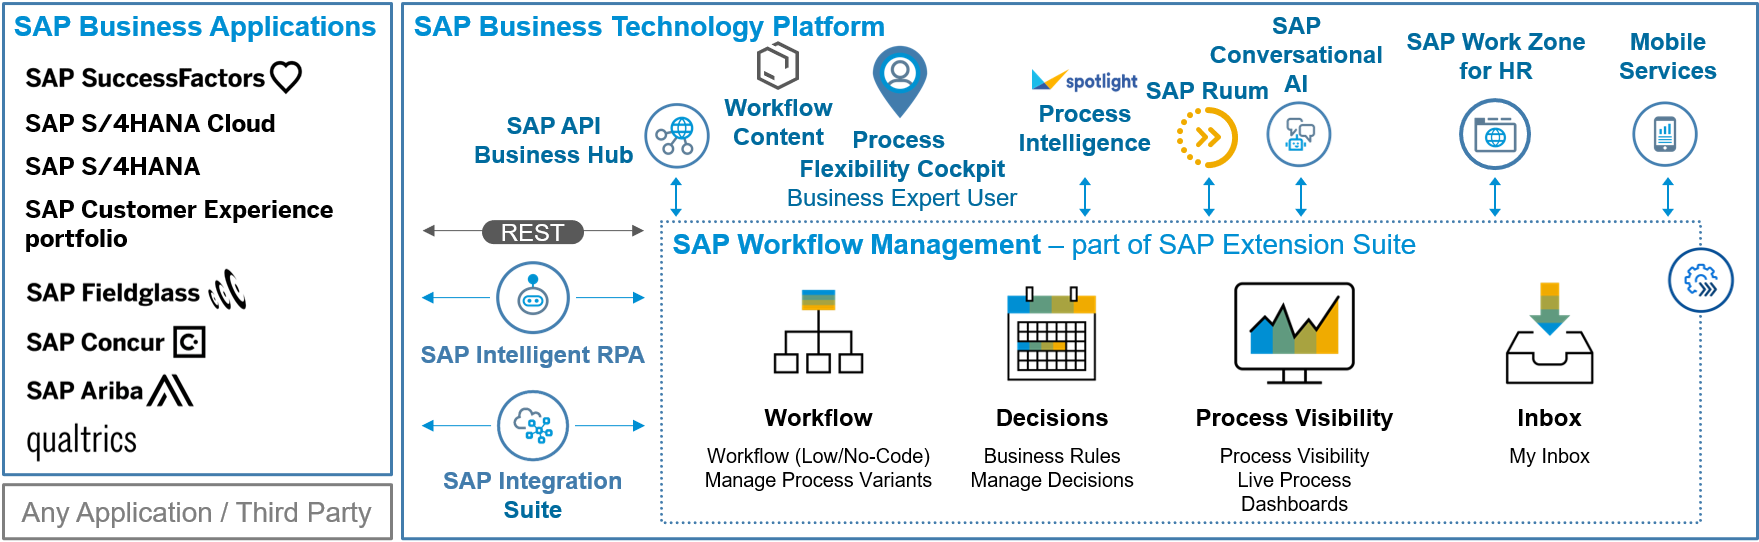 SAP Business Applications
SAP SuccessFactors
SAP S/4HANA Cloud
SAP S/4HANA
SAP Customer Experience
portfolio
SAP Fieldglass
SAP Concur
C
SAP Ariba
qualtrics
Any Application / Third Party
SAP Business Technology Platform
SAP API
Business Hub
Workflow
Content
Process
Flexibility Cockpit
Business Expert User
spotlight
Process
Intelligence
SAP Ruum
SAP
Conversational
AI
SAP Work Zone
for HR
Mobile
Services
REST
SAP Intelligent RPA
SAP Integration
Suite
SAP Workflow Management – part of SAP Extension Suite
Workflow
Workflow (Low/No-Code)
Manage Process Variants
Decisions
Business Rules
Manage Decisions
Process Visibility
Process Visibility
Live Process
Dashboards
Inbox
My Inbox